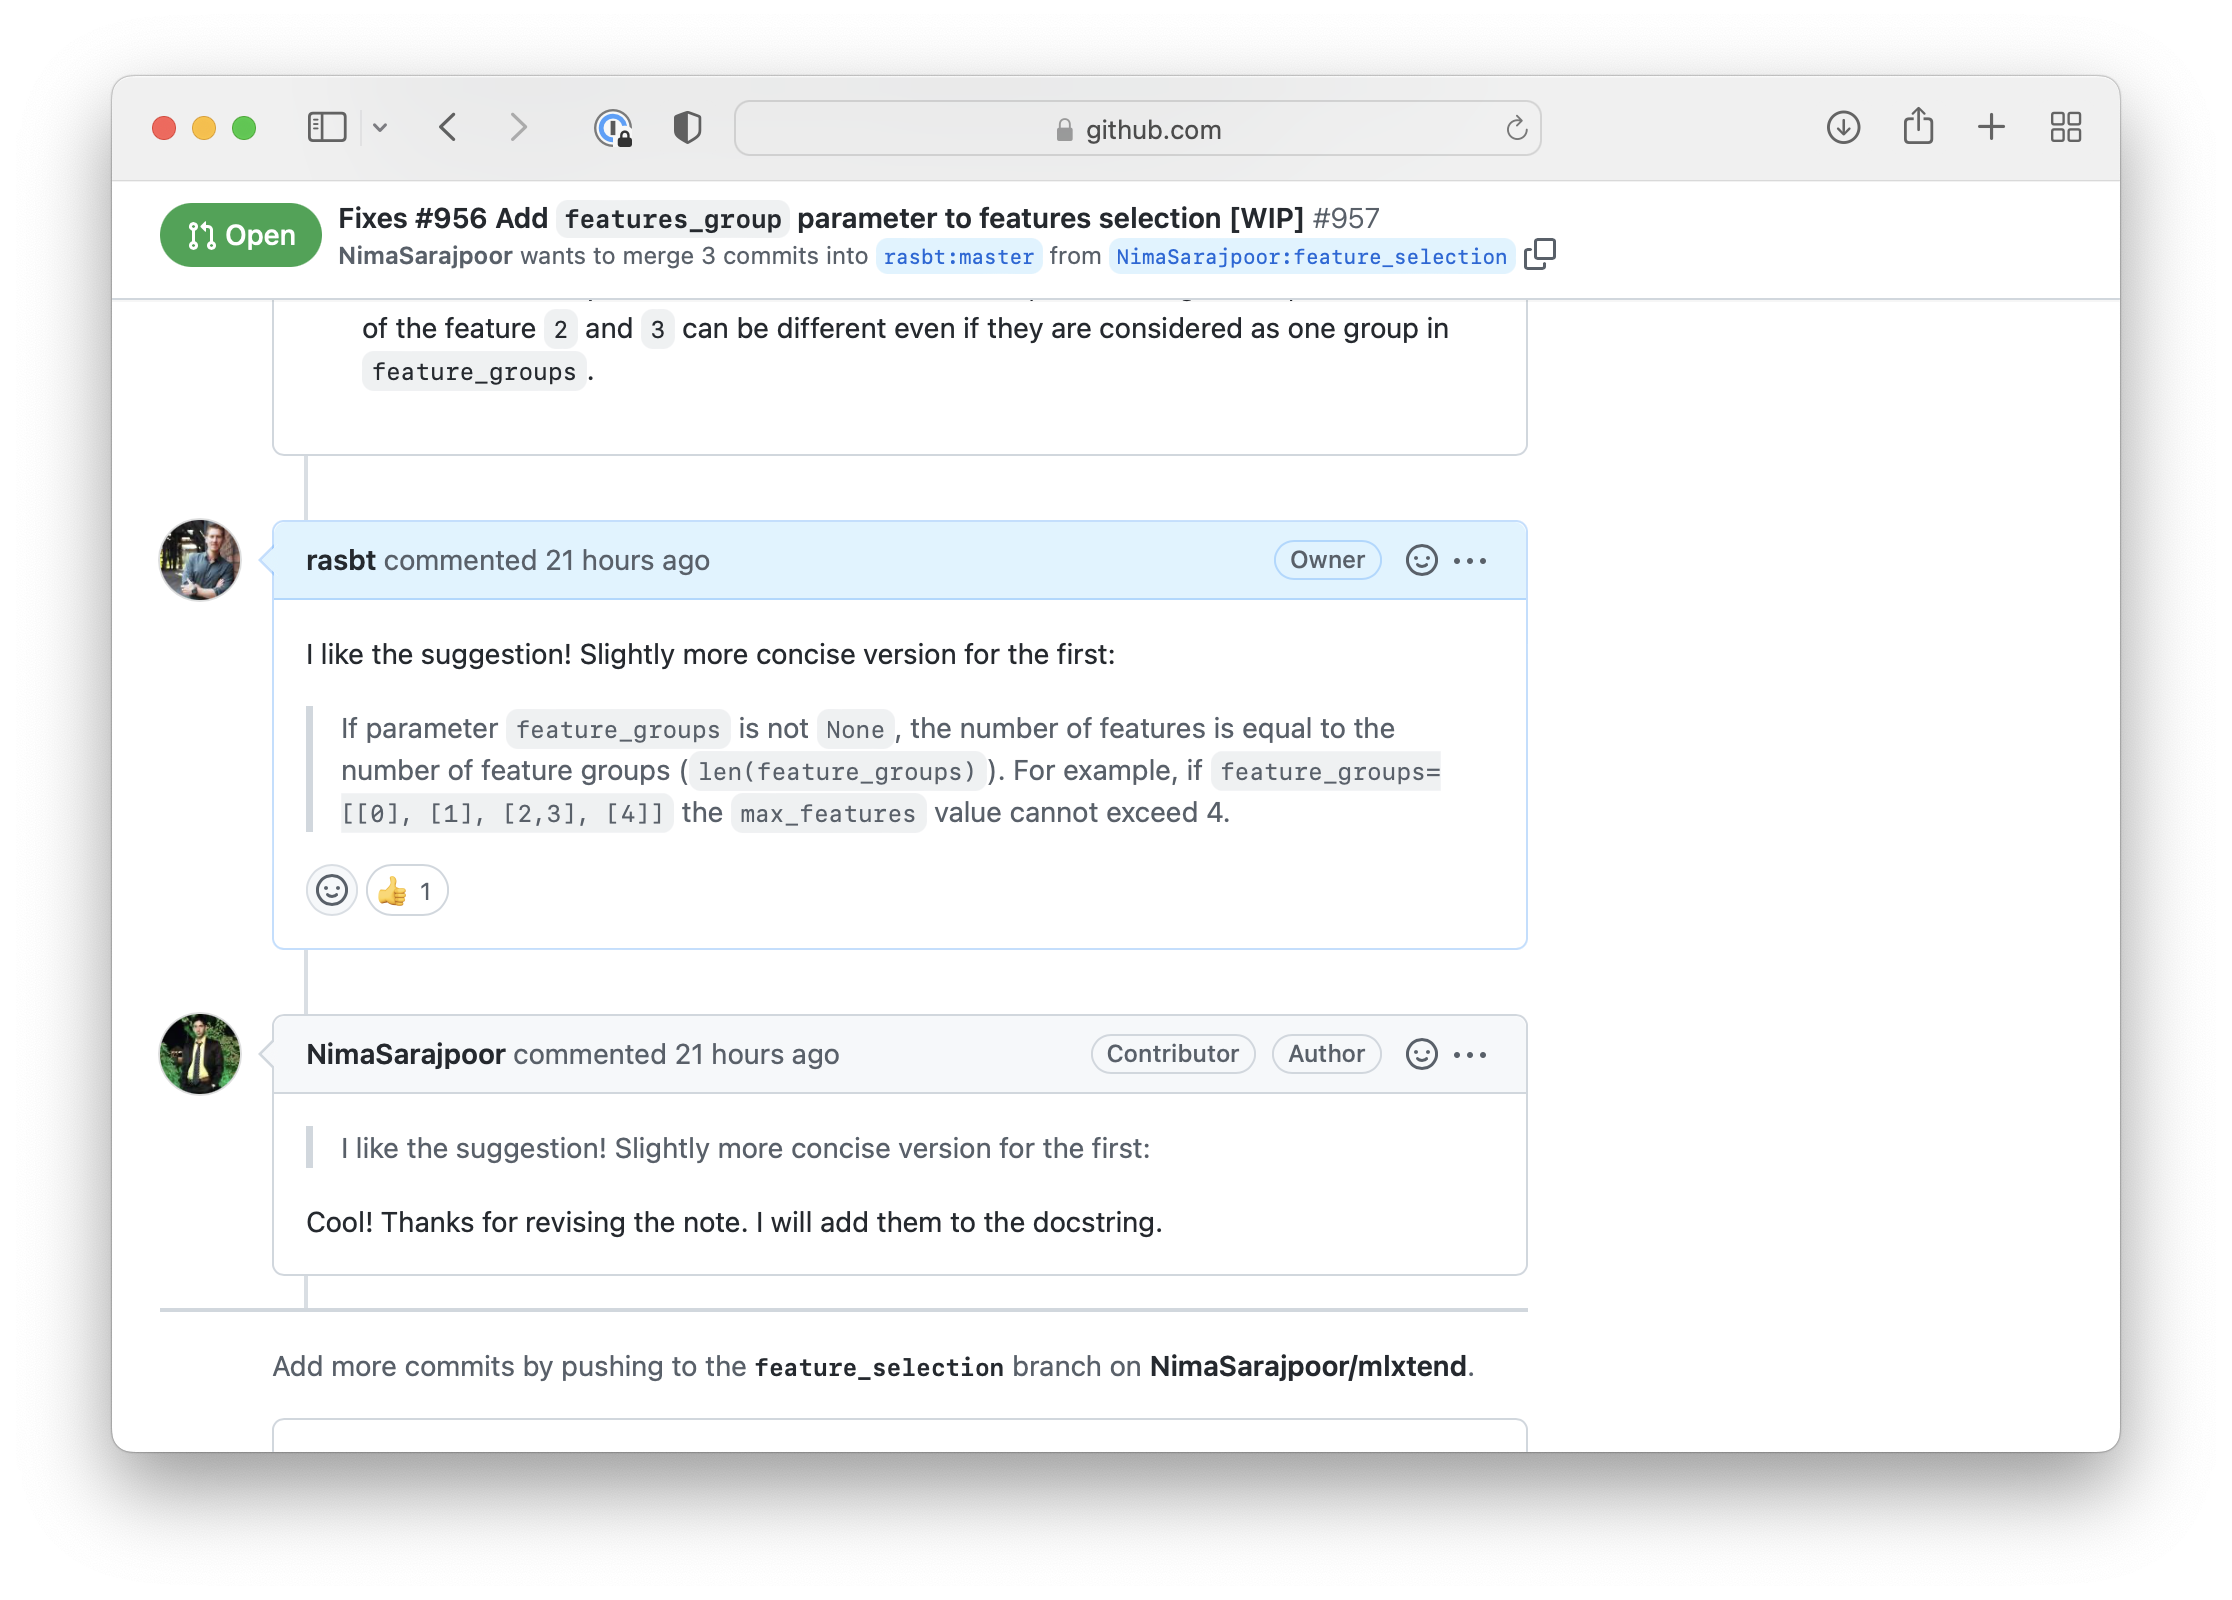 github.com
Open
Fixes #956 Add features_group parameter to features selection [WIP] #957
NimaSarajpoor wants to merge 3 commits into rasbt:master from NimaSarajpoor:feature_selection
of the feature 2 and 3 can be different even if they are considered as one group in
feature_groups.
rasbt commented 21 hours ago Owner
I like the suggestion! Slightly more concise version for the first:
If parameter feature_groups is not None, the number of features is equal to the
number of feature groups (len(feature_groups)). For example, if feature_groups=
[[0], [1], [2,3], [4]] the max_features value cannot exceed 4.
👍 1
NimaSarajpoor commented 21 hours ago Contributor Author
I like the suggestion! Slightly more concise version for the first:
Cool! Thanks for revising the note. I will add them to the docstring.
Add more commits by pushing to the feature_selection branch on NimaSarajpoor/mlxtend.